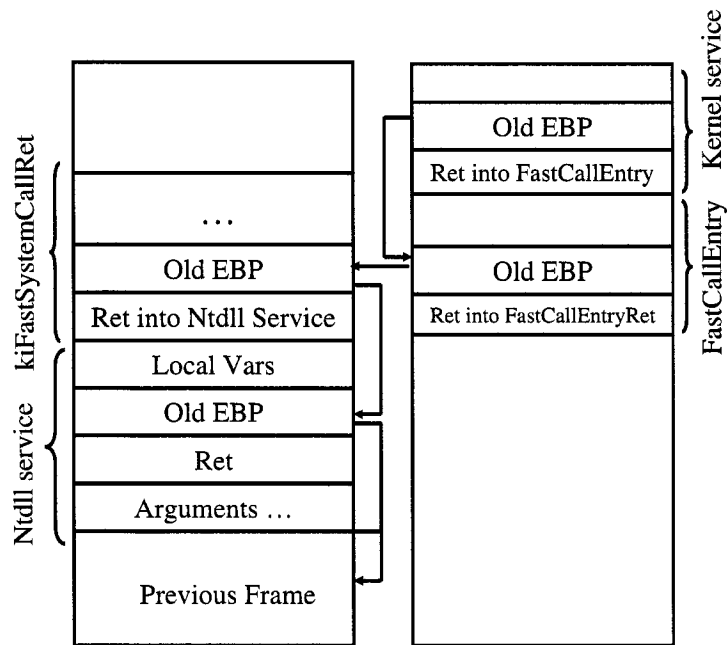 kiFastSystemCallRet
Ntdll service
...
Old EBP
Ret into Ntdll Service
Local Vars
Old EBP
Ret
Arguments ...
Previous Frame
Old EBP
Ret into FastCallEntry
Old EBP
Ret into FastCallEntryRet
Kernel service
FastCallEntry